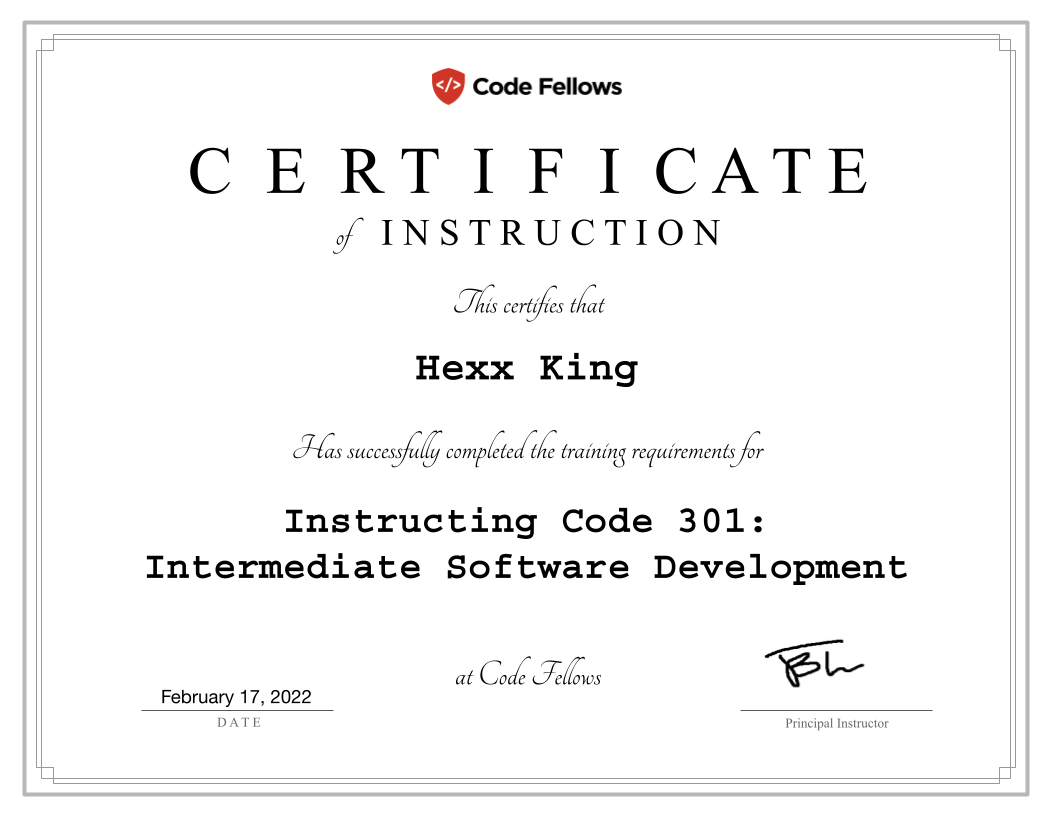 </> Code Fellows
CERTIFICATE
of INSTRUCTION
This certifies that
Hexx King
Has successfully completed the training requirements for
Instructing Code 301:
Intermediate Software Development
at Code Fellows
February 17, 2022
DATE
Principal Instructor